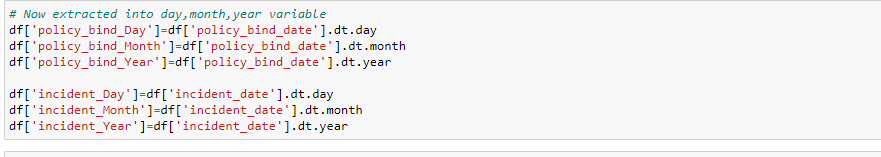 # Now extracted into day,month,year variable
df['policy_bind_Day']=df['policy_bind_date'].dt.day
df['policy_bind_Month']=df['policy_bind_date'].dt.month
df['policy_bind_Year']=df['policy_bind_date'].dt.year
df['incident_Day']=df['incident_date'].dt.day
df['incident_Month']=df['incident_date'].dt.month
df['incident_Year']=df['incident_date'].dt.year